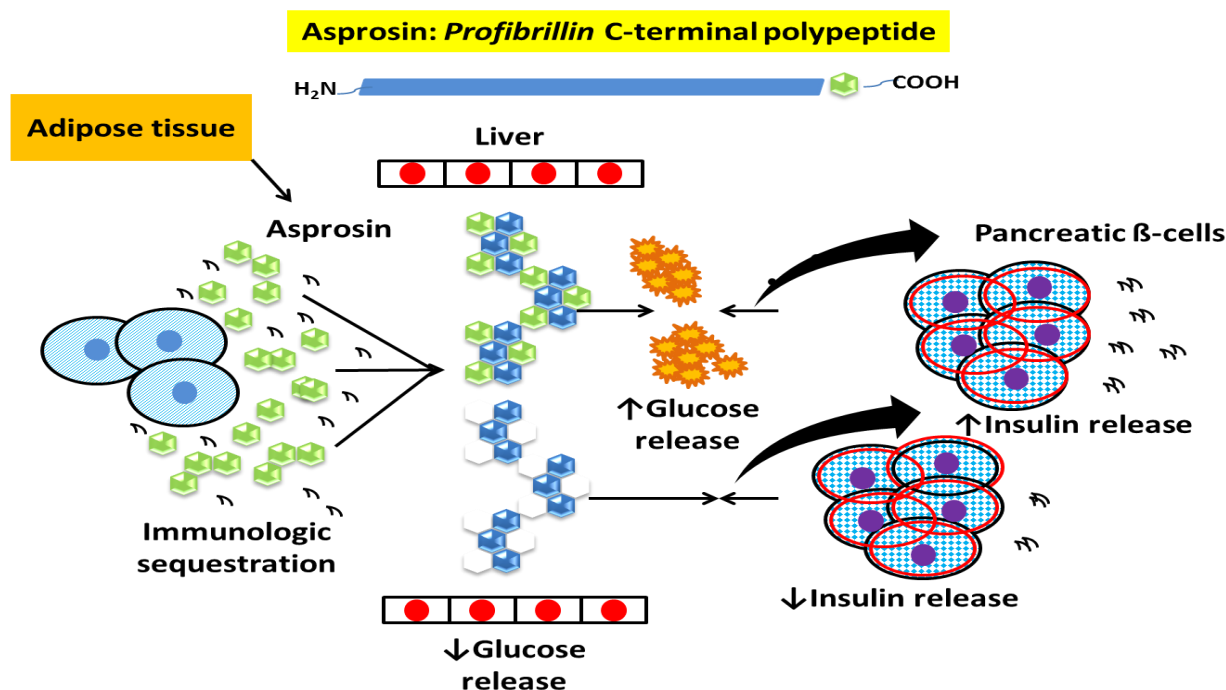 Asprosin: Profibrillin C-terminal polypeptide
H₂N
COOH
Adipose tissue
Liver
Asprosin
Pancreatic ß-cells
↑Glucose
release
↑Insulin release
Immunologic
sequestration
↓Insulin release
↓Glucose
release